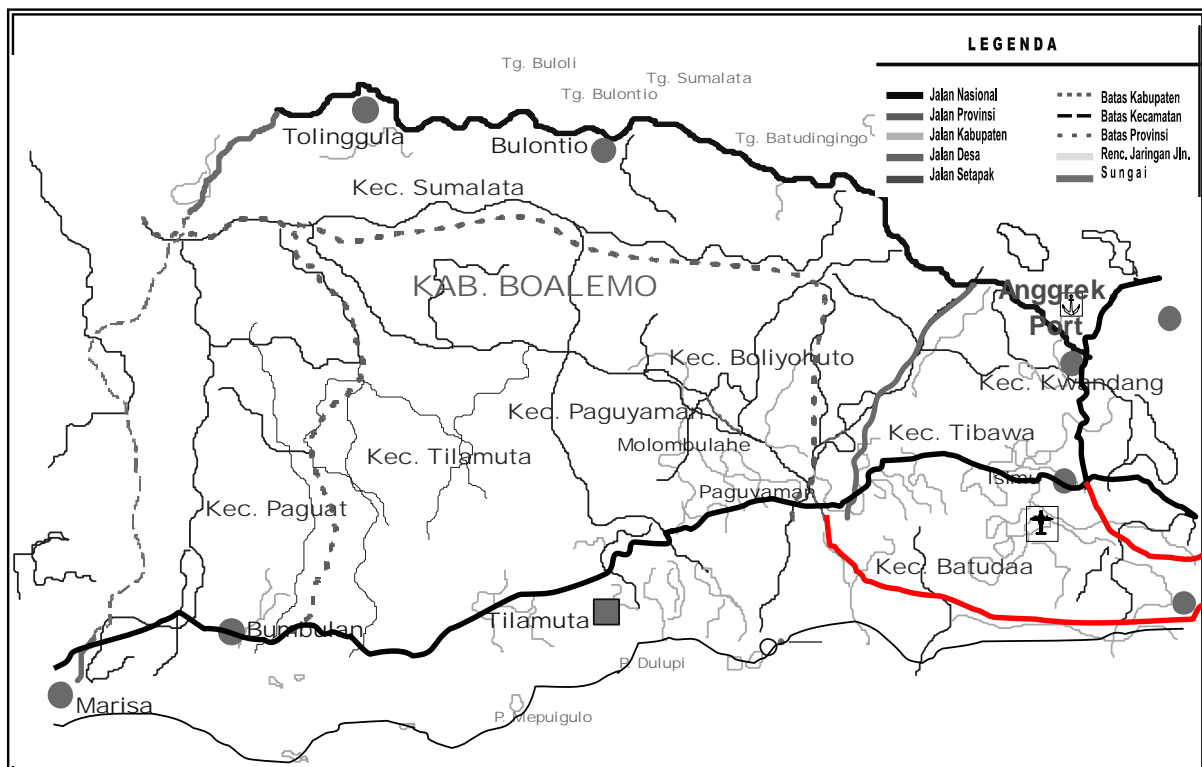 LEGENDA
Jalan Nasional
Jalan Provinsi
Jalan Kabupaten
Jalan Desa
Jalan Setapak
Batas Kabupaten
Batas Kecamatan
Batas Provinsi
Renc. Jaringan Jln.
Sungai
Tg. Buloli
Tg. Sumalata
Tg. Bulontio
Tg. Batudingingo
Tolinggula
Bulontio
Kec. Sumalata
KAB. BOALEMO
Anggrek
Port
Kec. Boliyohuto
Kec. Kwandang
Kec. Paguyaman
Kec. Tibawa
Molombulahe
Kec. Tilamuta
Isimu
Paguyaman
Kec. Paguat
Kec. Batudaa
Tilamuta
Bumbulan
P. Dulupi
Marisa
P. Mepuigulo